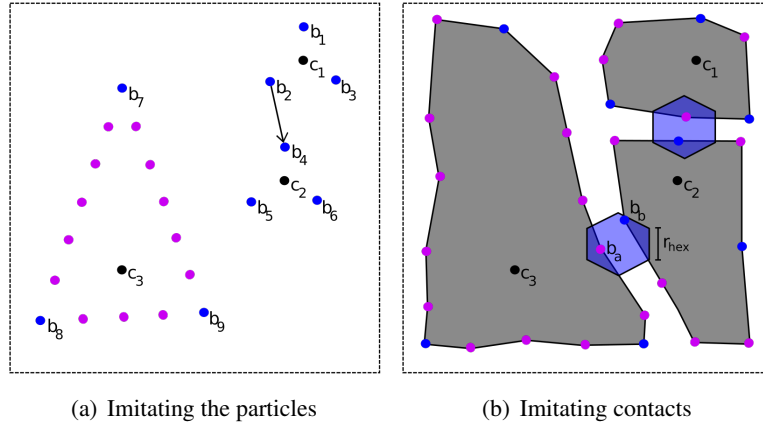 b1
c1
b2
b3
b7
b4
c2
b5
b6
c3
b8
b9
c1
c2
bb
ba
rhex
c3
(a) Imitating the particles
(b) Imitating contacts